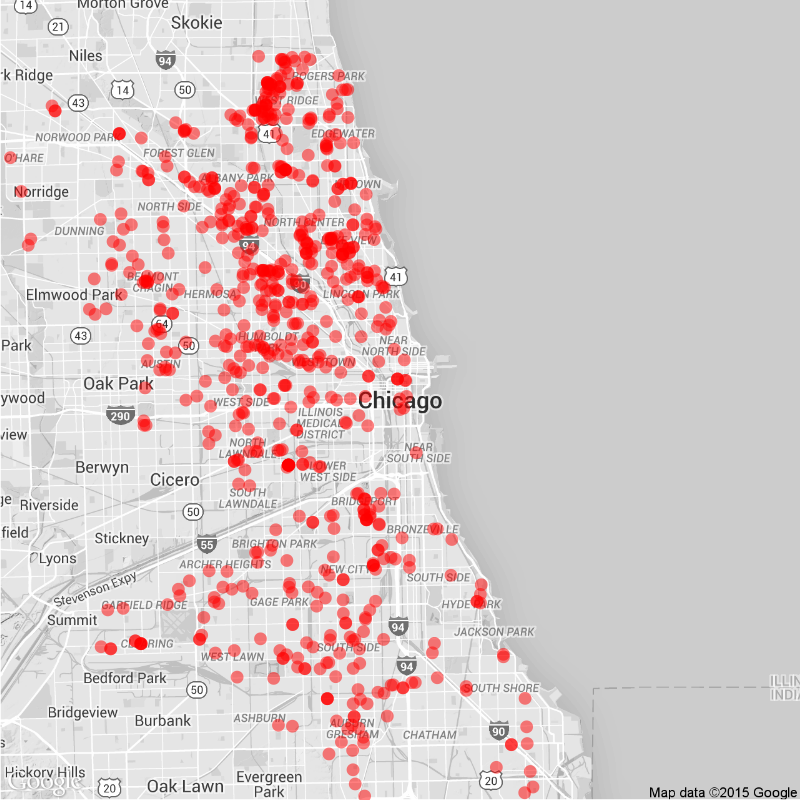 Morton Grove
14
21
Skokie
Niles
94
rk Ridge
ROGERS PARK
14
50
43
WEST RIDGE
41
NORWOOD PARK
EDGEWATER
FOREST GLEN
O'HARE
ALBANY PARK
TOWN
Norridge
NORTH SIDE
NORTH CENTER
DUNNING
94
E VIEW
BELMONT
CRAGIN
41
90
Elmwood Park
HERMOSA
LINCOLN PARK
64
43
HUMBOLDT
Park
50
NEAR
NORTH SIDE
AUSTIN
WEST TOWN
Oak Park
ywood
WEST SIDE
Chicago
290
ILLINOIS
MEDICAL
DISTRICT
view
NORTH
LAWNDALE
NEAR
SOUTH SIDE
Berwyn
LOWER
WEST SIDE
Cicero
SOUTH
LAWNDALE
ge
Riverside
BRIDGEPORT
50
field
BRONZEVILLE
Stickney
55
BRIGHTON PARK
Lyons
ARCHER HEIGHTS
NEW CITY
SOUTH SIDE
Stevenson Expy
GARFIELD RIDGE
GAGE PARK
HYDE PARK
Summit
94
JACKSON PARK
CLEARING
SOUTH SIDE
WEST LAWN
94
Bedford Park
50
SOUTH SHORE
ILLIN
INDIA
Bridgeview
Burbank
ASHBURN
AUBURN
GRESHAM
CHATHAM
90
Hickory Hills
Google
20
Oak Lawn
Evergreen
Park
20
Map data ©2015 Google